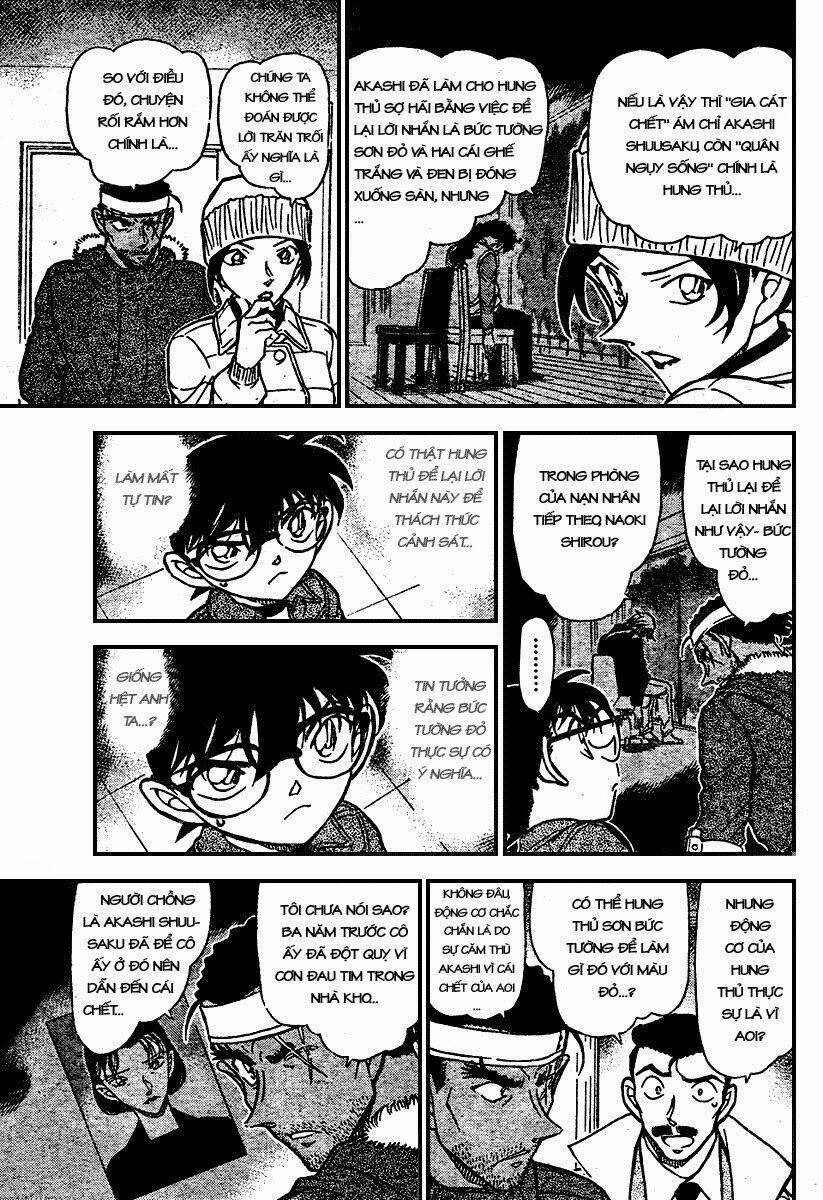 NẾU LÀ VẬY THÌ "GIA CÁT
CHẾT" ÁM CHỈ AKASHI
SHUUSAKU, CÒN "QUÂN
NGỤY SỐNG" CHÍNH LÀ
HUNG THỦ...
AKASHI ĐÃ LÀM CHO HUNG
THỦ SỢ HÃI BẰNG VIỆC ĐỂ
LẠI LỜI NHẮN LÀ BỨC TƯỜNG
SƠN ĐỎ VÀ HAI CÁI GHẾ
TRẮNG VÀ ĐEN BỊ ĐÓNG
XUỐNG SÀN, NHƯNG
...
CHÚNG TA
KHÔNG THỂ
ĐOÁN ĐƯỢC
LỜI TRĂN TRỐI
ẤY NGHĨA LÀ
GÌ...
SO VỚI ĐIỀU
ĐÓ, CHUYỆN
RỐI RẮM HƠN
CHÍNH LÀ...
TẠI SAO HUNG
THỦ LẠI ĐỂ
LẠI LỜI NHẮN
NHƯ VẬY- BỨC
TƯỜNG
ĐỎ...
TRONG PHÒNG
CỦA NẠN NHÂN
TIẾP THEO, NAOKI
SHIROU?
.........
CÓ THẬT HUNG
THỦ ĐỂ LẠI LỜI
NHẮN NÀY ĐỂ
THÁCH THỨC
CẢNH SÁT...
LÀM MẤT
TỰ TIN?
TIN TƯỞNG
RẰNG BỨC
TƯỜNG ĐỎ
THỰC SỰ CÓ
Ý NGHĨA...
GIỐNG
HỆT ANH
TA...?
NHƯNG
ĐỘNG
CƠ CỦA
HUNG
THỦ THỰC
SỰ LÀ VÌ
AOI?
CÓ THỂ HUNG
THỦ SƠN BỨC
TƯỜNG ĐỂ LÀM
GÌ ĐÓ VỚI MÀU
ĐỎ...?
KHÔNG ĐÂU,
ĐỘNG CƠ CHẮC
CHẮN LÀ DO
SỰ CĂM THÙ
AKASHI VÌ CÁI
CHẾT CỦA AOI
...
TÔI CHƯA NÓI SAO?
BA NĂM TRƯỚC CÔ
ẤY ĐÃ ĐỘT QUỴ VÌ
CƠN ĐAU TIM TRONG
NHÀ KHO...
NGƯỜI CHỒNG
LÀ AKASHI SHUU-
SAKU ĐÃ ĐỂ CÔ
ẤY Ở ĐÓ NÊN
DẪN ĐẾN CÁI
CHẾT...